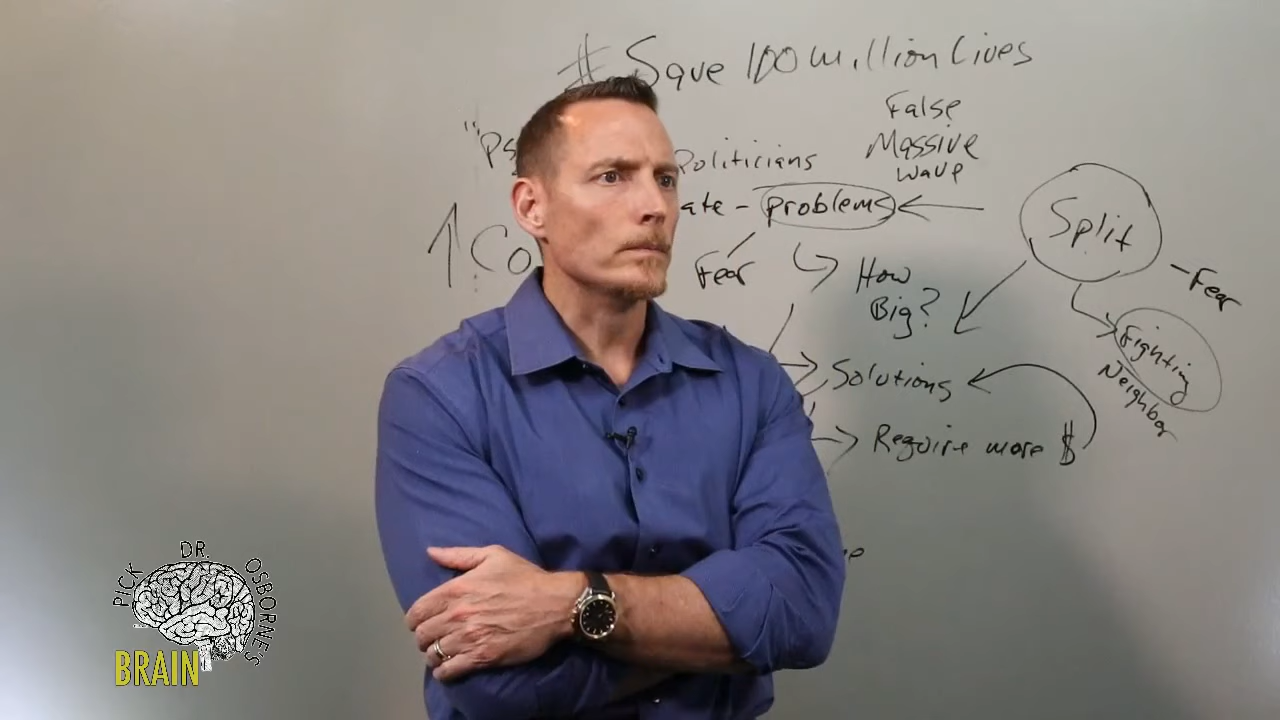 # Save 100 million Lives
False
Massive
wave
Politicians
problems
Split
Fear
How
Big?
- Fear
Fighting
Neighbor
Solutions
Require more $
PICK DR. OSBORNE'S
BRAIN